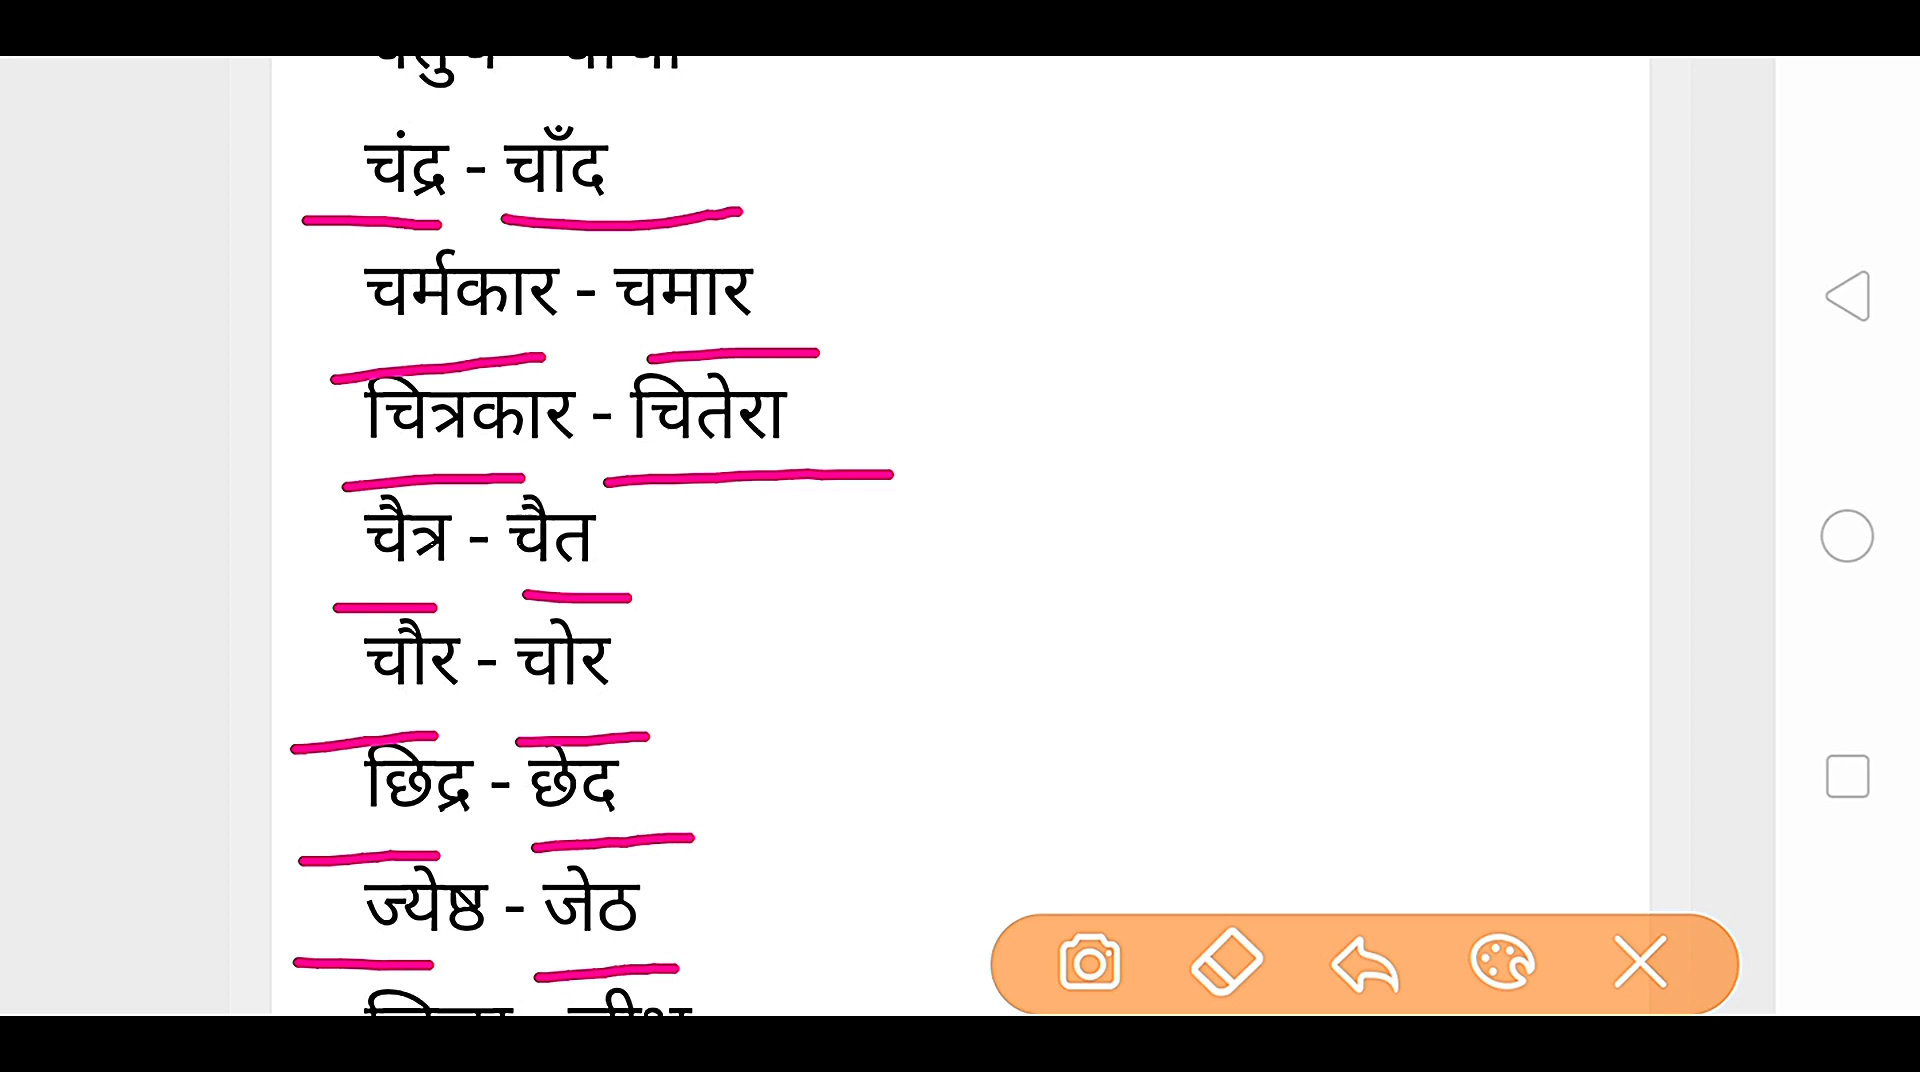 चंद्र - चाँद
चर्मकार - चमार
चित्रकार - चितेरा
चैत्र - चैत
चौर - चोर
छिद्र - छेद
ज्येष्ठ - जेठ